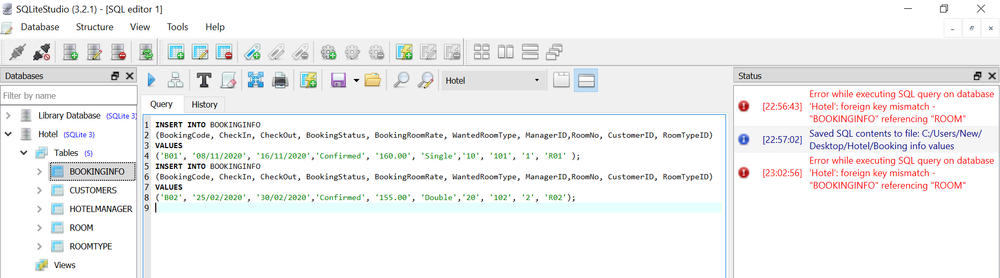 SQLiteStudio (3.2.1) - [SQL editor 1]
Database Structure View Tools Help
Databases
Filter by name
Library Database (SQLite 3)
Hotel (SQLite 3)
Tables (5)
BOOKINGINFO
CUSTOMERS
HOTELMANAGER
ROOM
ROOMTYPE
Views
Hotel
Query History
1 INSERT INTO BOOKINGINFO
2 (BookingCode, CheckIn, CheckOut, BookingStatus, BookingRoomRate, WantedRoomType, ManagerID,RoomNo, CustomerID, RoomTypeID)
3 VALUES
4 ('B01', '08/11/2020', '16/11/2020','Confirmed', '160.00', 'Single','10', '101', '1', 'R01' );
5 INSERT INTO BOOKINGINFO
6 (BookingCode, CheckIn, CheckOut, BookingStatus, BookingRoomRate, WantedRoomType, ManagerID,RoomNo, CustomerID, RoomTypeID)
7 VALUES
8 ('B02', '25/02/2020', '30/02/2020','Confirmed', '155.00', 'Double','20', '102', '2', 'R02');
9
Status
[22:56:43] Error while executing SQL query on database
'Hotel': foreign key mismatch -
"BOOKINGINFO" referencing "ROOM"
[22:57:02] Saved SQL contents to file: C:/Users/New/
Desktop/Hotel/Booking info values
[23:02:56] Error while executing SQL query on database
'Hotel': foreign key mismatch -
"BOOKINGINFO" referencing "ROOM"